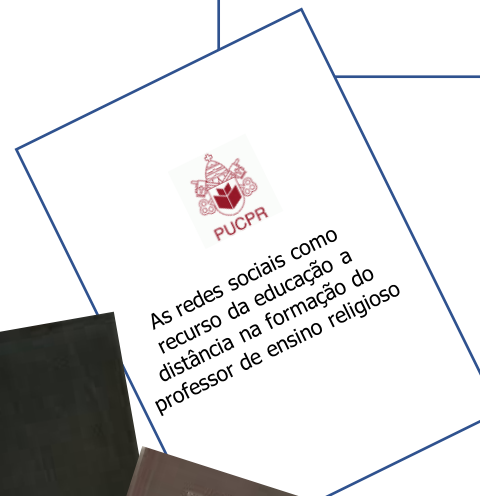 PUCPR
As redes sociais como
recurso da educação a
distância na formação do
professor de ensino religioso